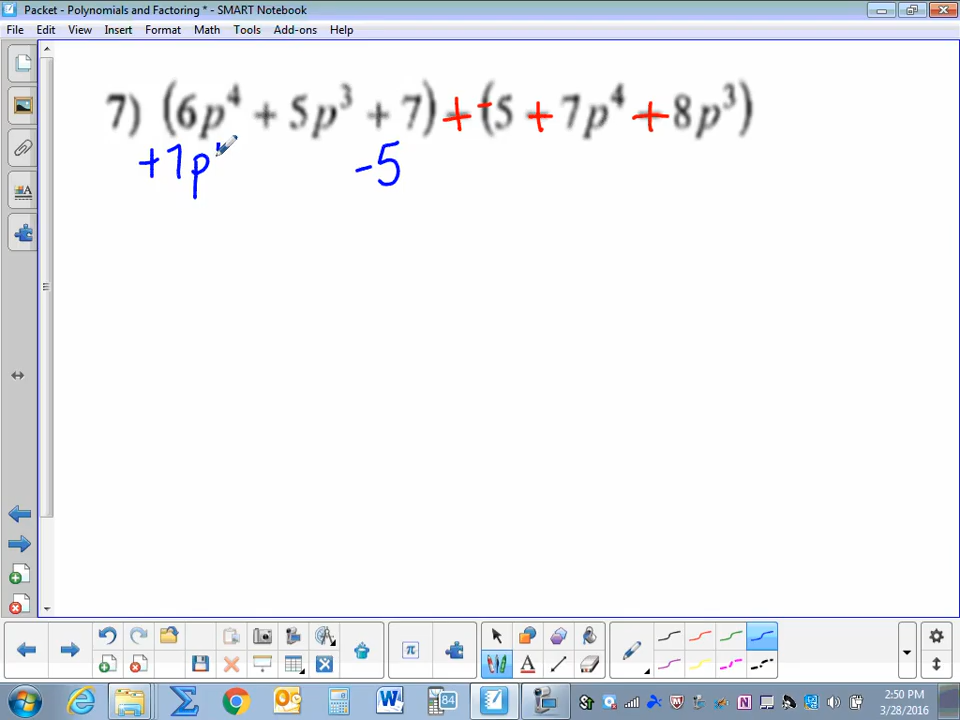 Packet - Polynomials and Factoring * - SMART Notebook
File Edit View Insert Format Math Tools Add-ons Help
7) (6p⁴ + 5p³ + 7) + (-5 + 7p⁴ + 8p³)
+7p -5
π
A
84
N
2:50 PM
3/28/2016